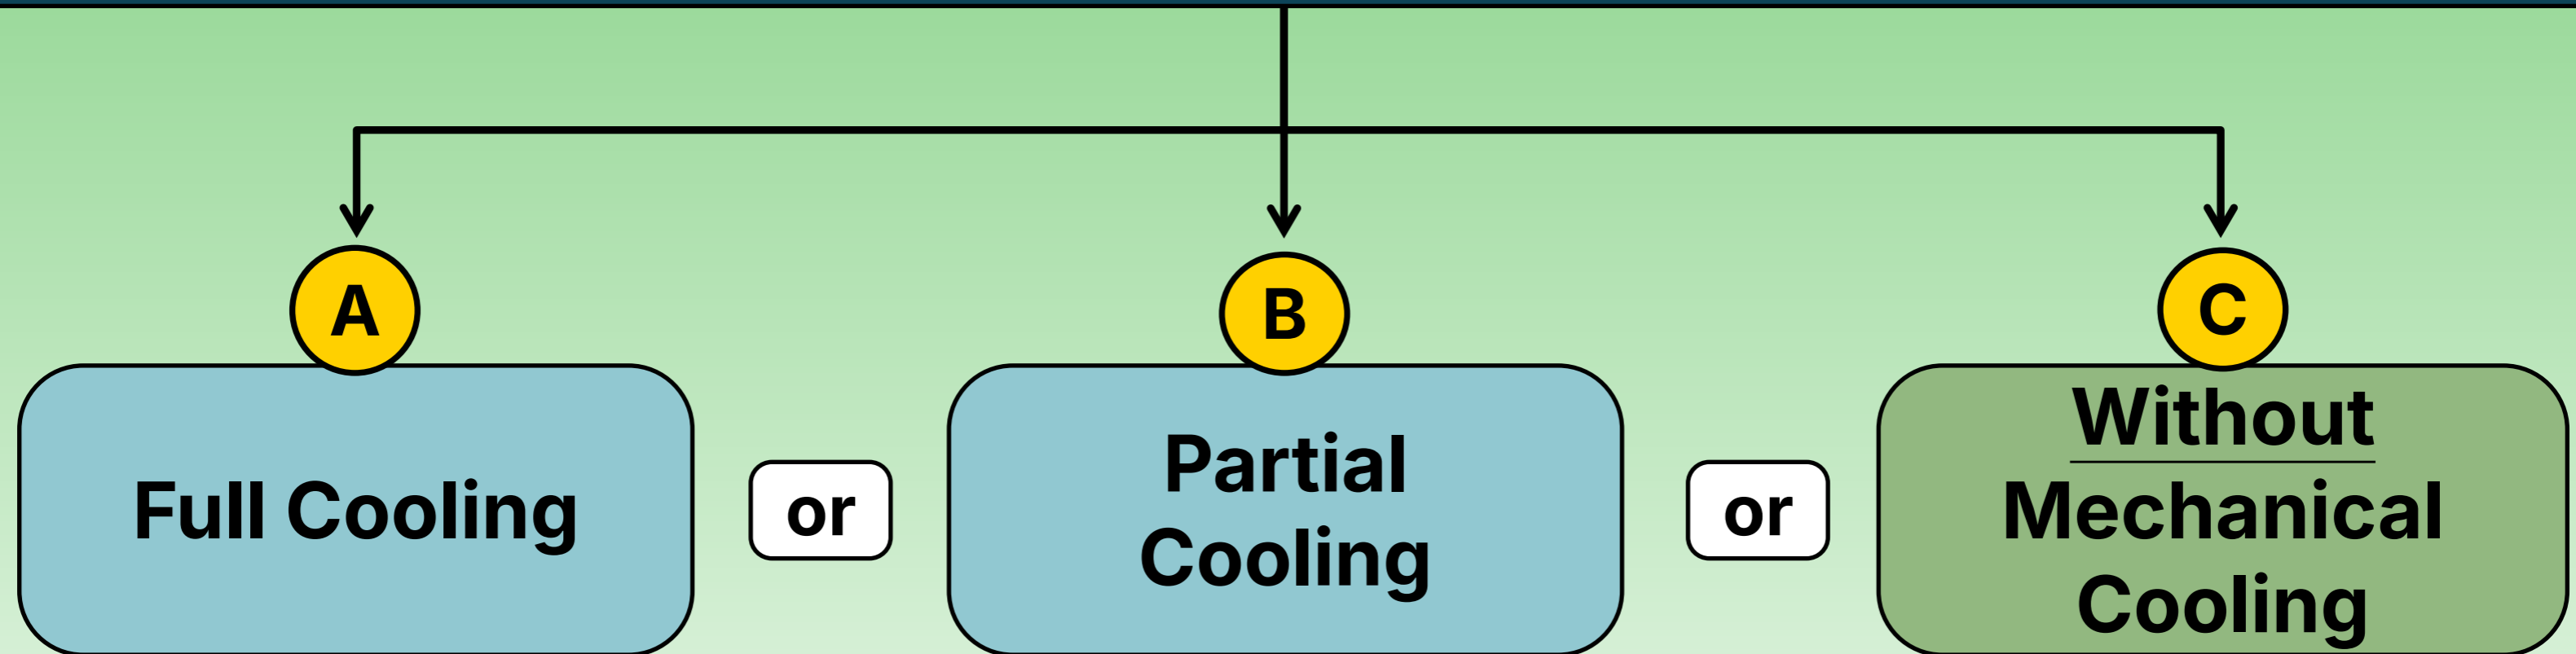 A
B
C
Full Cooling
or
Partial
Cooling
or
Without
Mechanical
Cooling